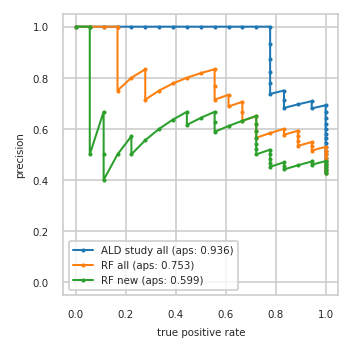 1.0
0.8
0.6
0.4
0.2
0.0
precision
ALD study all (aps: 0.936)
RF all (aps: 0.753)
RF new (aps: 0.599)
0.0 0.2 0.4 0.6 0.8 1.0
true positive rate